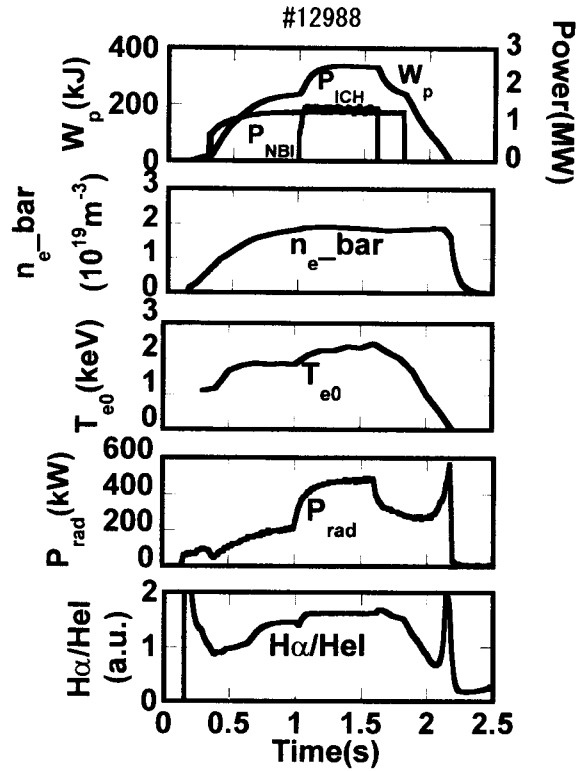 #12988
400
200
0
W_p(kJ)
3
2
1
0
Power(MW)
P_ICH
W_p
P_NBI
3
2
1
0
n_e_bar
(10^19 m^-3)
n_e_bar
3
2
1
0
T_e0(keV)
T_e0
600
400
200
0
P_rad(kW)
P_rad
2
1
0
Hα/HeI
(a.u.)
Hα/HeI
0 0.5 1 1.5 2 2.5
Time(s)